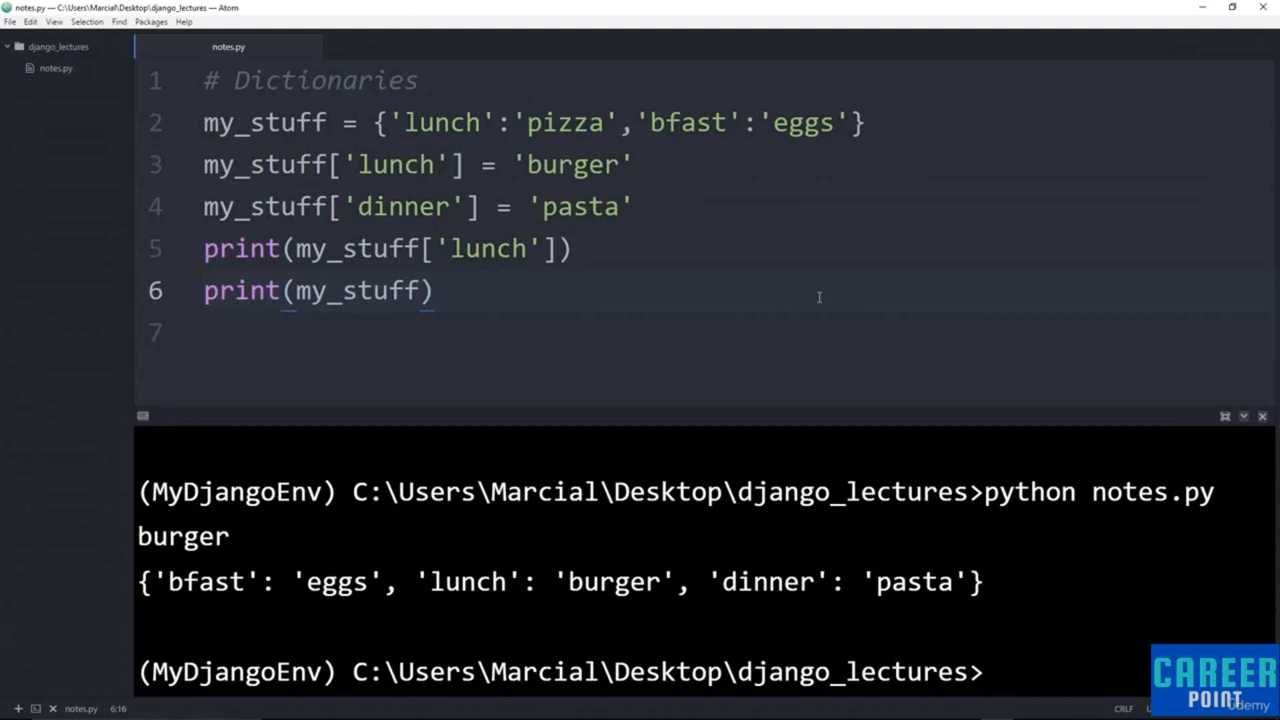 notes.py — C:\Users\Marcial\Desktop\django_lectures — Atom
File Edit View Selection Find Packages Help
django_lectures
notes.py
notes.py
1 # Dictionaries
2 my_stuff = {'lunch':'pizza','bfast':'eggs'}
3 my_stuff['lunch'] = 'burger'
4 my_stuff['dinner'] = 'pasta'
5 print(my_stuff['lunch'])
6 print(my_stuff)
7
(MyDjangoEnv) C:\Users\Marcial\Desktop\django_lectures>python notes.py
burger
{'bfast': 'eggs', 'lunch': 'burger', 'dinner': 'pasta'}
(MyDjangoEnv) C:\Users\Marcial\Desktop\django_lectures>
CAREER
POINT
udemy
notes.py 6:16 CRLF